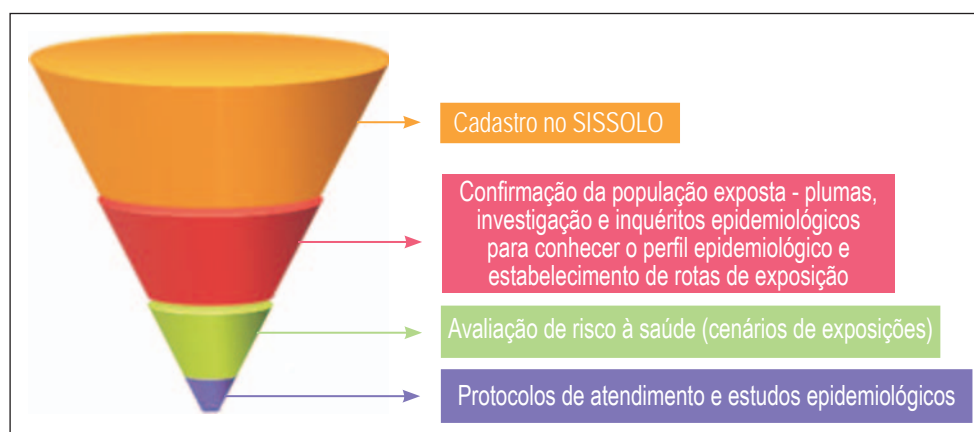 Cadastro no SISSOLO
Confirmação da população exposta - plumas,
investigação e inquéritos epidemiológicos
para conhecer o perfil epidemiológico e
estabelecimento de rotas de exposição
Avaliação de risco à saúde (cenários de exposições)
Protocolos de atendimento e estudos epidemiológicos